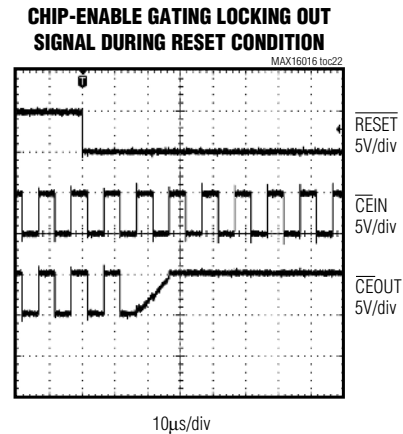 CHIP-ENABLE GATING LOCKING OUT
SIGNAL DURING RESET CONDITION
MAX16016 toc22
T
RESET
5V/div
CEIN
5V/div
CEOUT
5V/div
10µs/div